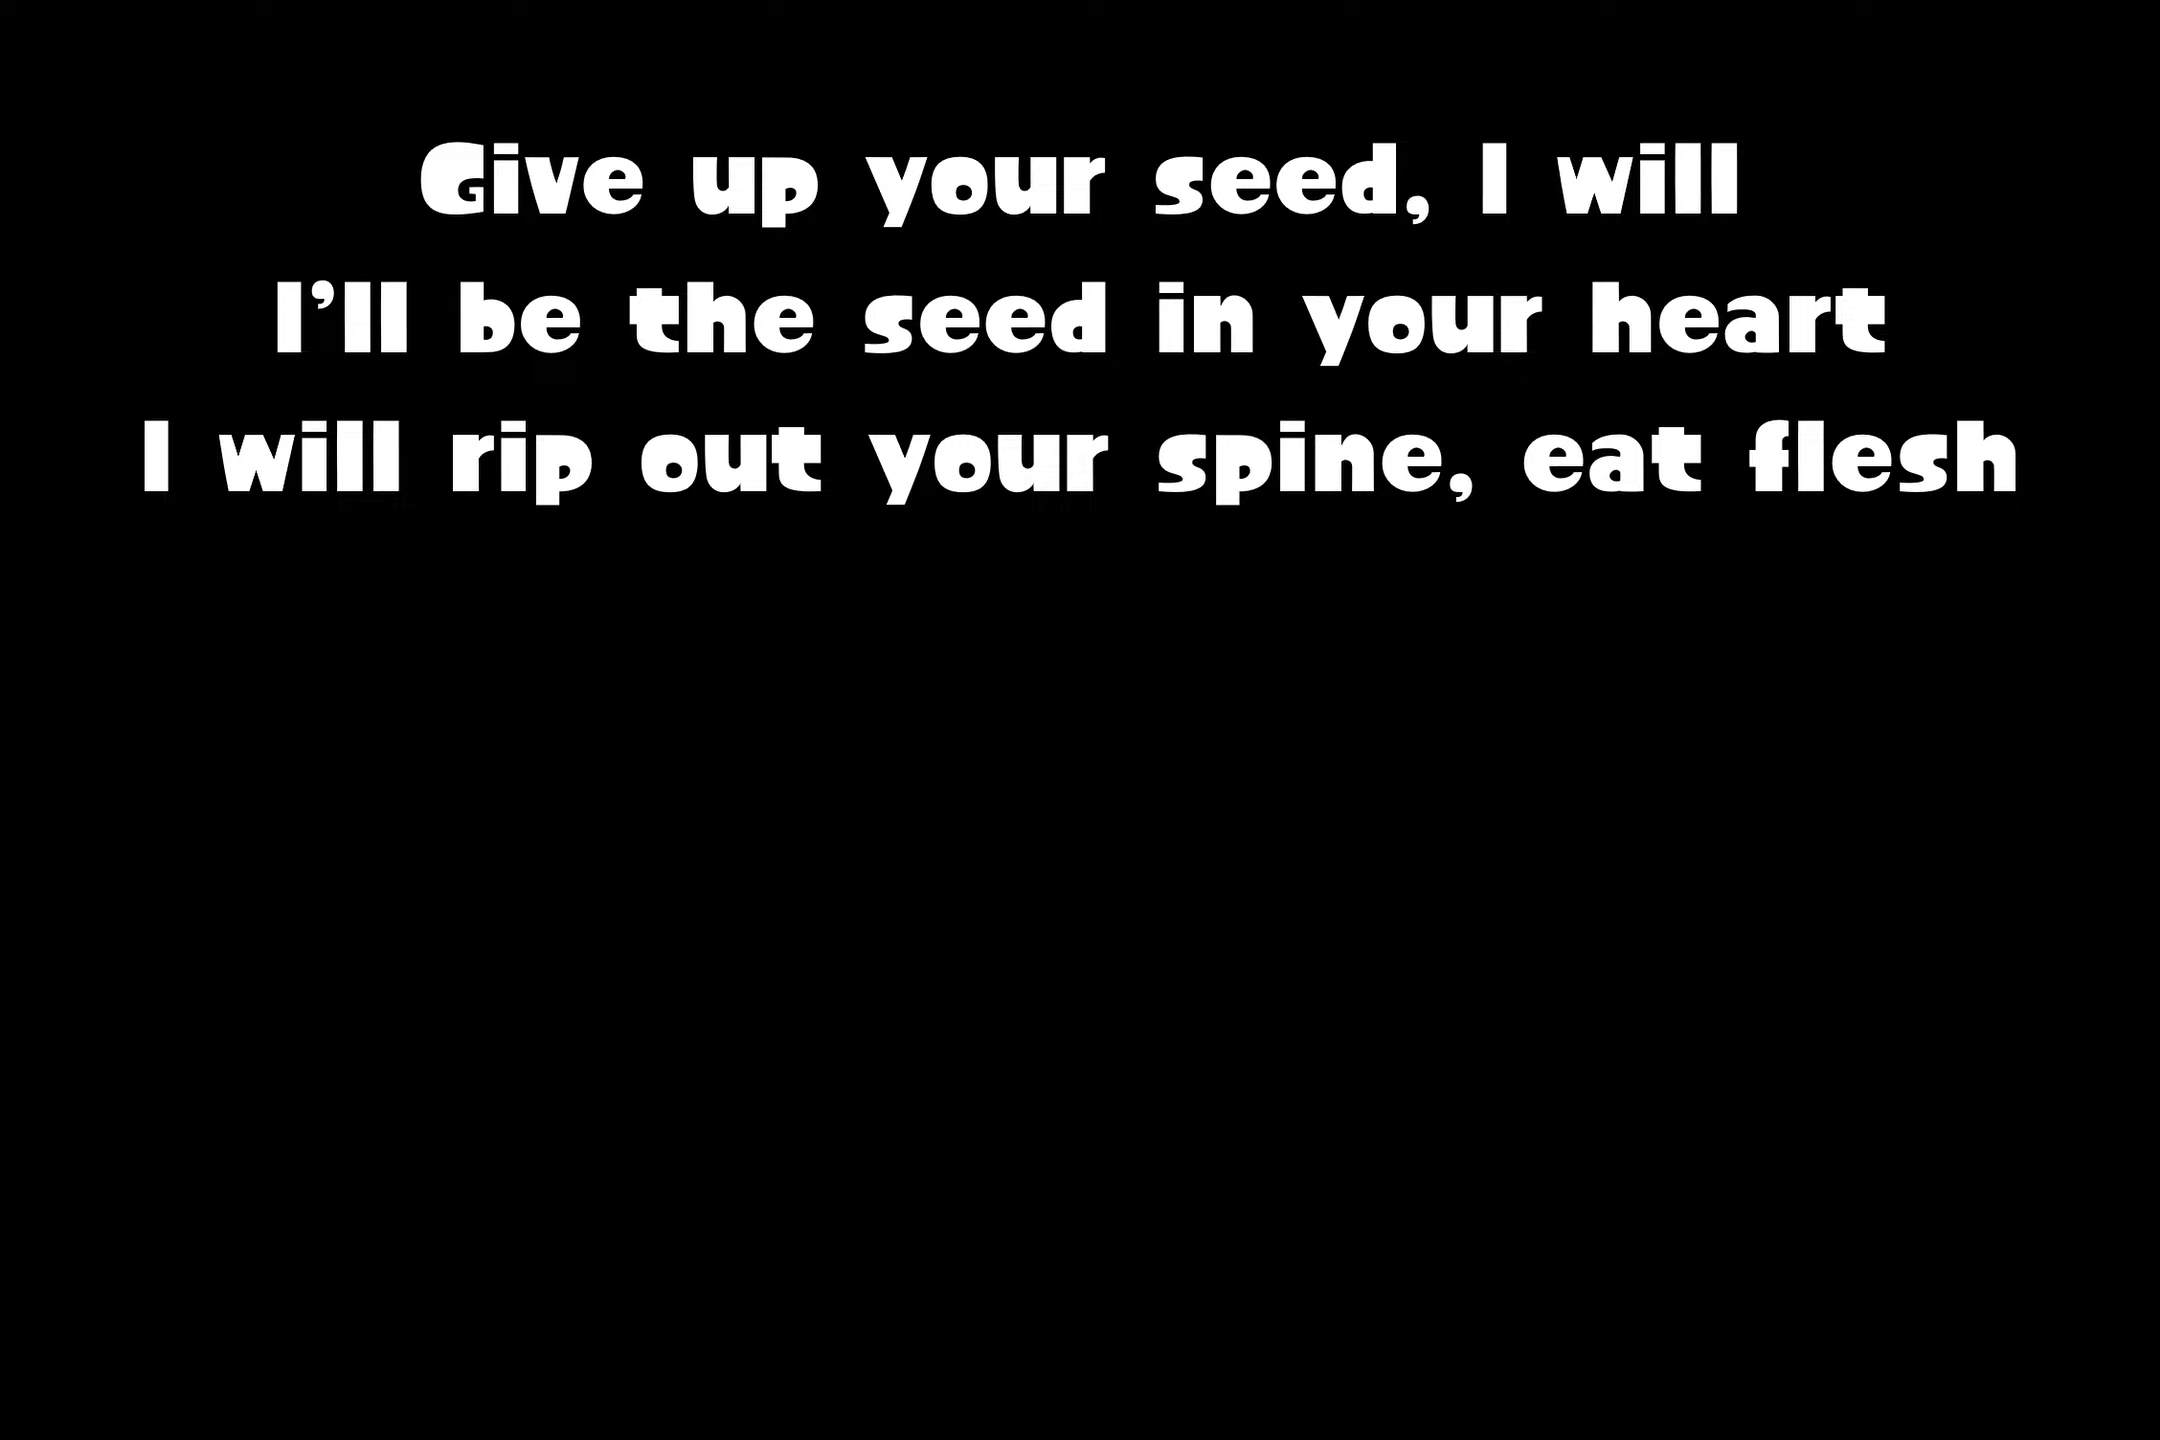 Give up your seed, I will
I’ll be the seed in your heart
I will rip out your spine, eat flesh